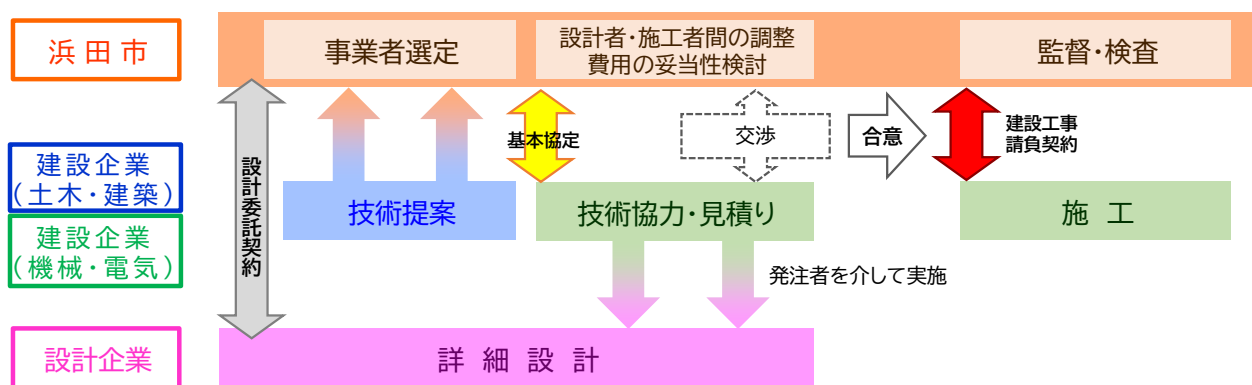 浜田市
事業者選定
設計者・施工者間の調整
費用の妥当性検討
監督・検査
設計委託契約
基本協定
交渉
合意
建設工事
請負契約
建設企業
(土木・建築)
建設企業
(機械・電気)
技術提案
技術協力・見積り
施工
発注者を介して実施
設計企業
詳細設計